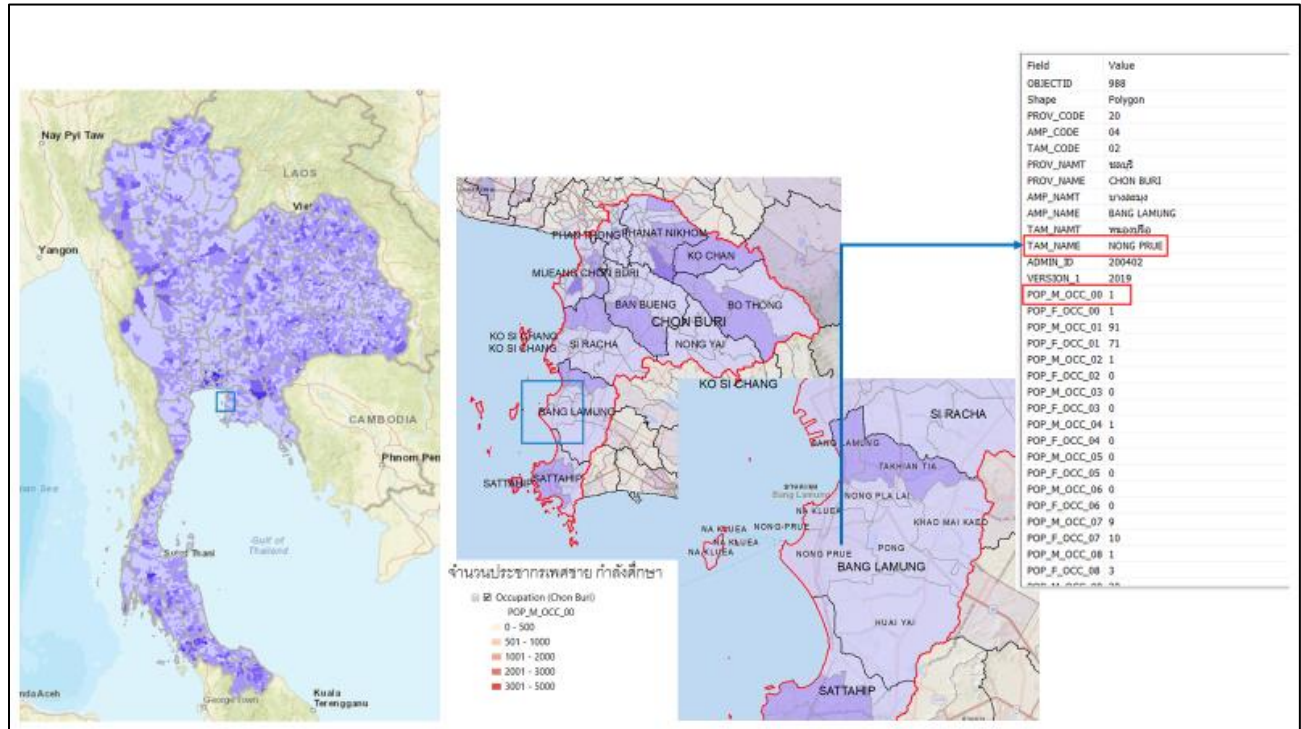 Nay Pyi Taw
LAOS
Yangon
CAMBODIA
Gulf of
Thailand
Kuala
Terengganu
PHANAT NIKHOM
KO CHAN
MUEANG CHON BURI
BAN BUENG
BO THONG
CHON BURI
KO SI CHANG
KO SI CHANG
SI RACHA
NONG YAI
KO SI CHANG
BANG LAMUNG
SATTAHIP
SATTAHIP
จำนวนประชากรเพศชาย กำลังศึกษา
Occupation (Chon Buri)
POP_M_OCC_00
0 - 500
501 - 1000
1001 - 2000
2001 - 3000
3001 - 5000
SI RACHA
TAKHIAN TIA
Bang Lamung
NONG PLA LAI
NA KLUEA
KHAO MAI KAEO
NA KLUEA
NONG PRUE
NA KLUEA
NA KLUEA
NONG PRUE
PONG
BANG LAMUNG
HUAI YAI
SATTAHIP
Field Value
OBJECTID 988
Shape Polygon
PROV_CODE 20
AMP_CODE 04
TAM_CODE 02
PROV_NAMT ชลบุรี
PROV_NAME CHON BURI
AMP_NAMT บางละมุง
AMP_NAME BANG LAMUNG
TAM_NAMT หนองปรือ
TAM_NAME NONG PRUE
ADMIN_ID 200402
VERSION_1 2019
POP_M_OCC_00 1
POP_F_OCC_00 1
POP_M_OCC_01 91
POP_F_OCC_01 71
POP_M_OCC_02 1
POP_F_OCC_02 0
POP_M_OCC_03 0
POP_F_OCC_03 0
POP_M_OCC_04 1
POP_F_OCC_04 0
POP_M_OCC_05 0
POP_F_OCC_05 0
POP_M_OCC_06 0
POP_F_OCC_06 0
POP_M_OCC_07 9
POP_F_OCC_07 10
POP_M_OCC_08 1
POP_F_OCC_08 3